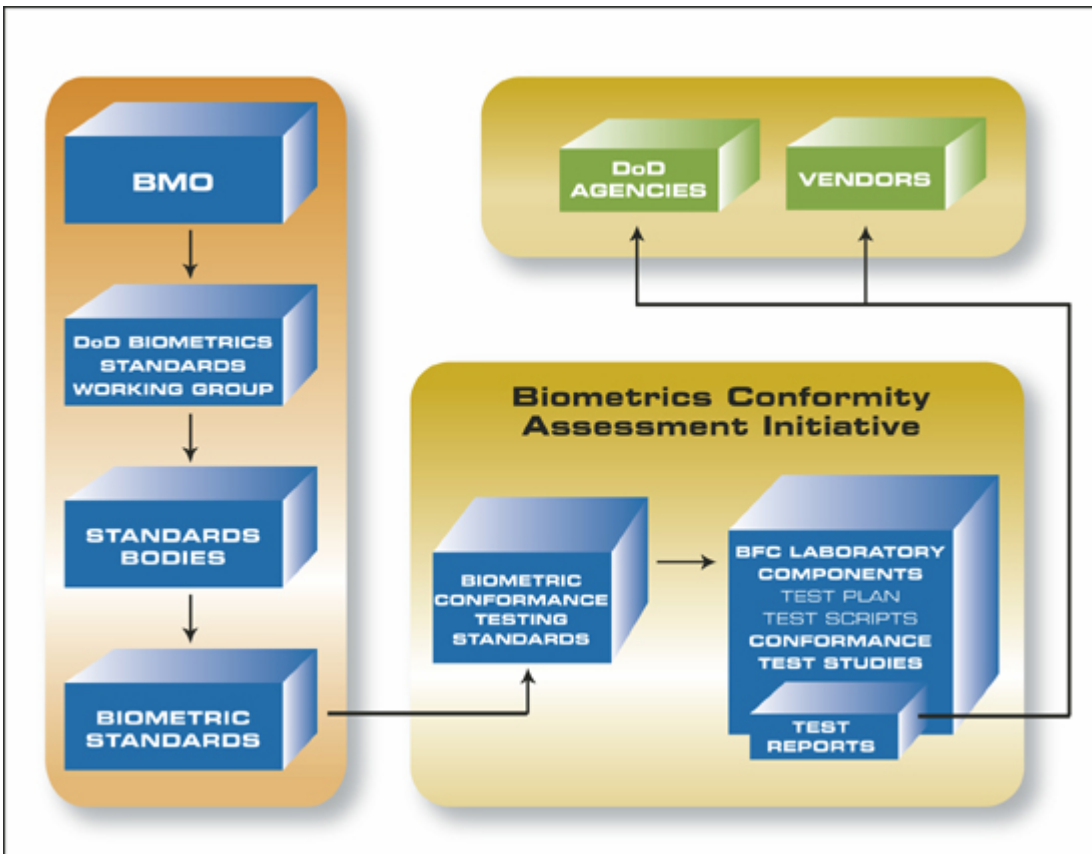 BMO
DoD BIOMETRICS
STANDARDS
WORKING GROUP
STANDARDS
BODIES
BIOMETRIC
STANDARDS
DoD
AGENCIES
VENDORS
Biometrics Conformity
Assessment Initiative
BIOMETRIC
CONFORMANCE
TESTING
STANDARDS
BFC LABORATORY
COMPONENTS
TEST PLAN
TEST SCRIPTS
CONFORMANCE
TEST STUDIES
TEST
REPORTS